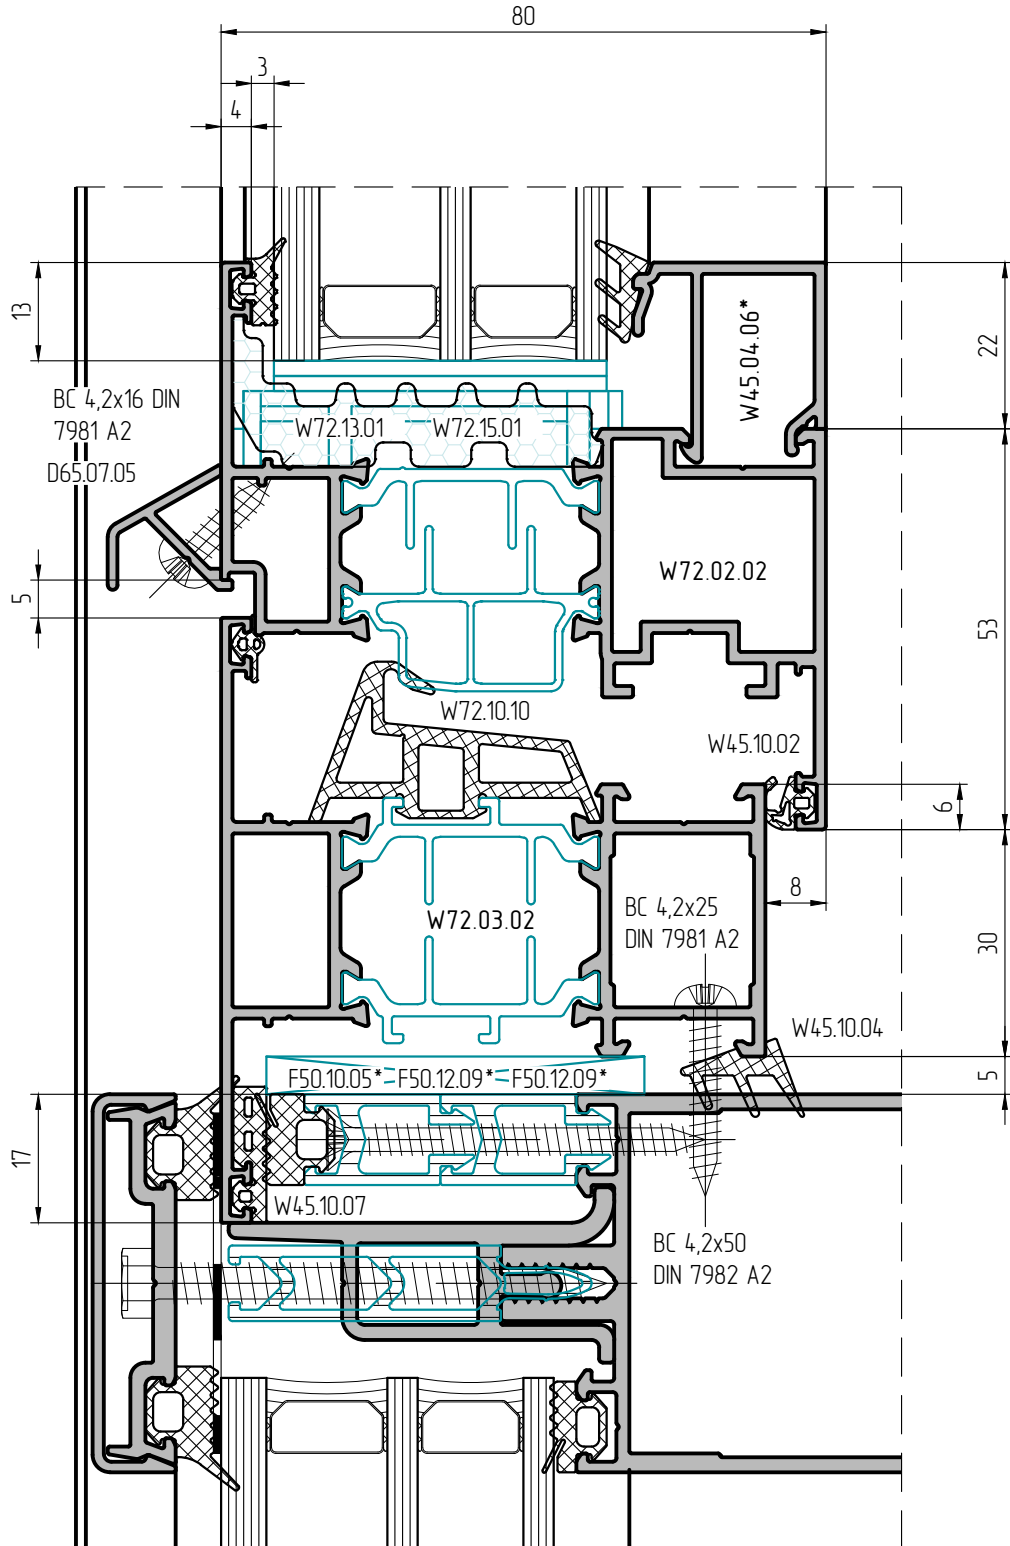 80
3
4
13
22
W45.04.06*
BC 4,2x16 DIN
7981 A2
D65.07.05
W72.13.01
W72.15.01
W72.02.02
5
53
W72.10.10
W45.10.02
6
8
W72.03.02
BC 4,2x25
DIN 7981 A2
30
W45.10.04
F50.10.05*
F50.12.09*
F50.12.09*
5
17
W45.10.07
BC 4,2x50
DIN 7982 A2